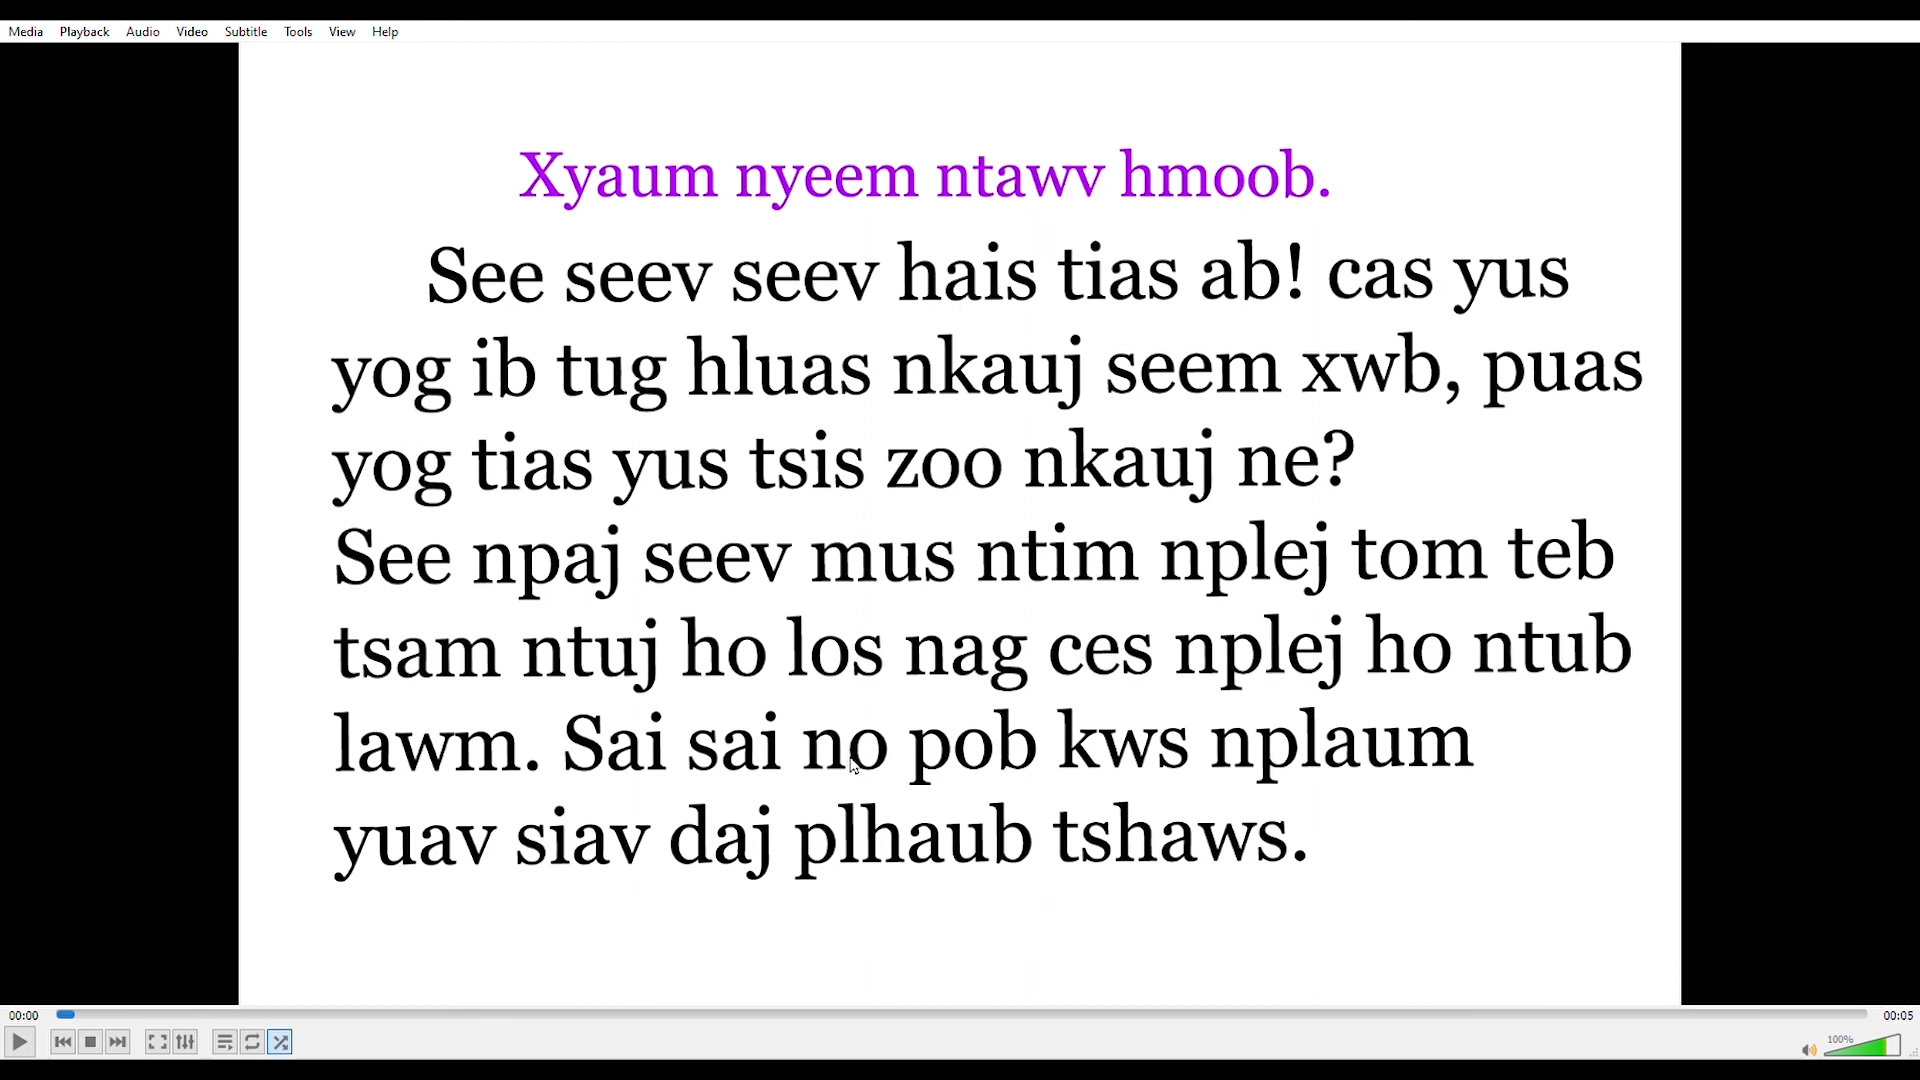 Media Playback Audio Video Subtitle Tools View Help
Xyaum nyeem ntawv hmoob.
See seev seev hais tias ab! cas yus
yog ib tug hluas nkauj seem xwb, puas
yog tias yus tsis zoo nkauj ne?
See npaj seev mus ntim nplej tom teb
tsam ntuj ho los nag ces nplej ho ntub
lawm. Sai sai no pob kws nplaum
yuav siav daj plhaub tshaws.
00:00 00:05
100%